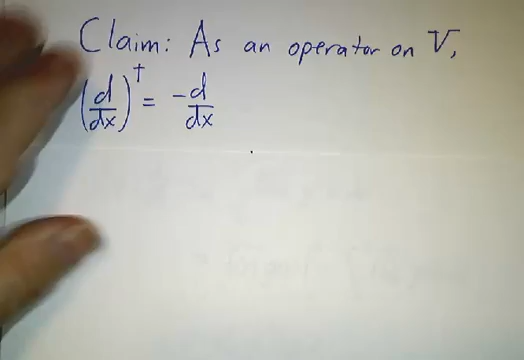 Claim: As an operator on V,
(d/dx)† = -d/dx